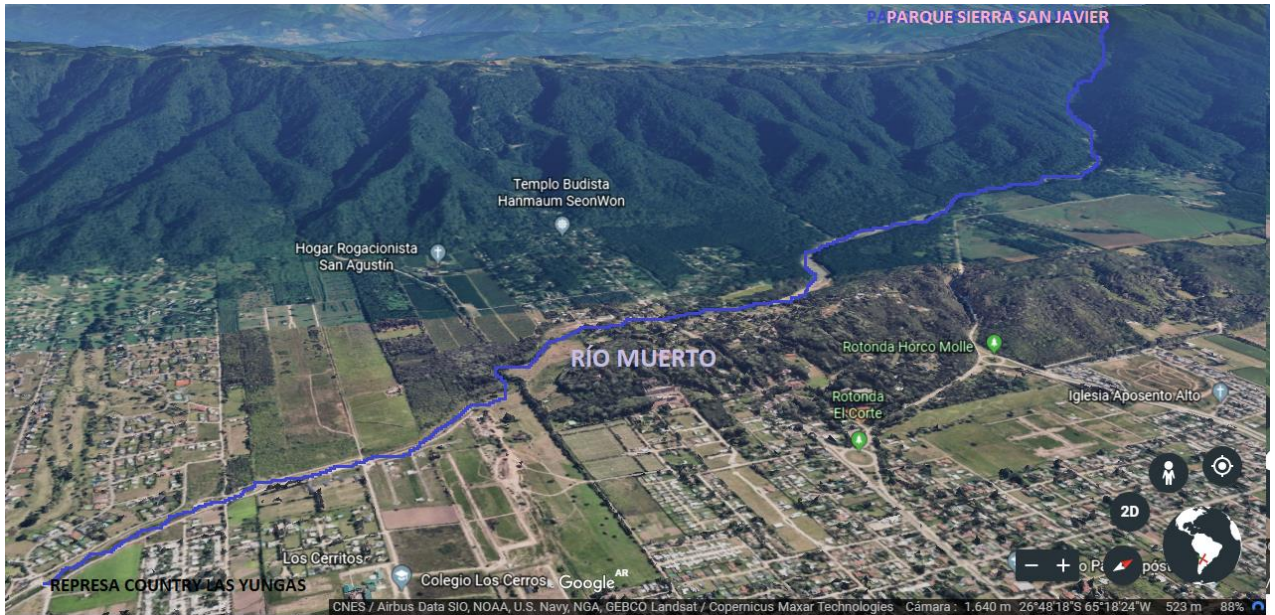 PARQUE SIERRA SAN JAVIER
Templo Budista
Hanmaum SeonWon
Hogar Rogacionista
San Agustín
RÍO MUERTO
Rotonda Horco Molle
Iglesia Aposento Alto
Rotonda
El Corte
2D
Los Cerritos
REPRESA COUNTRY LAS YUNGAS
Colegio Los Cerros
Google AR
CNES / Airbus Data SIO, NOAA, U.S. Navy, NGA, GEBCO Landsat / Copernicus Maxar Technologies Cámara : 1.640 m 26°48'18"S 65°18'24"W 523 m 88%